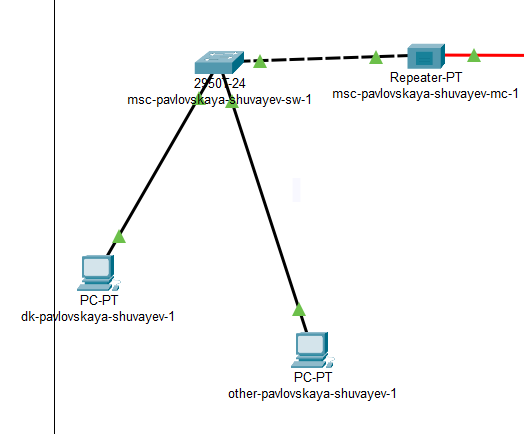 2950T-24
msc-pavlovskaya-shuvayev-sw-1
Repeater-PT
msc-pavlovskaya-shuvayev-mc-1
PC-PT
dk-pavlovskaya-shuvayev-1
PC-PT
other-pavlovskaya-shuvayev-1